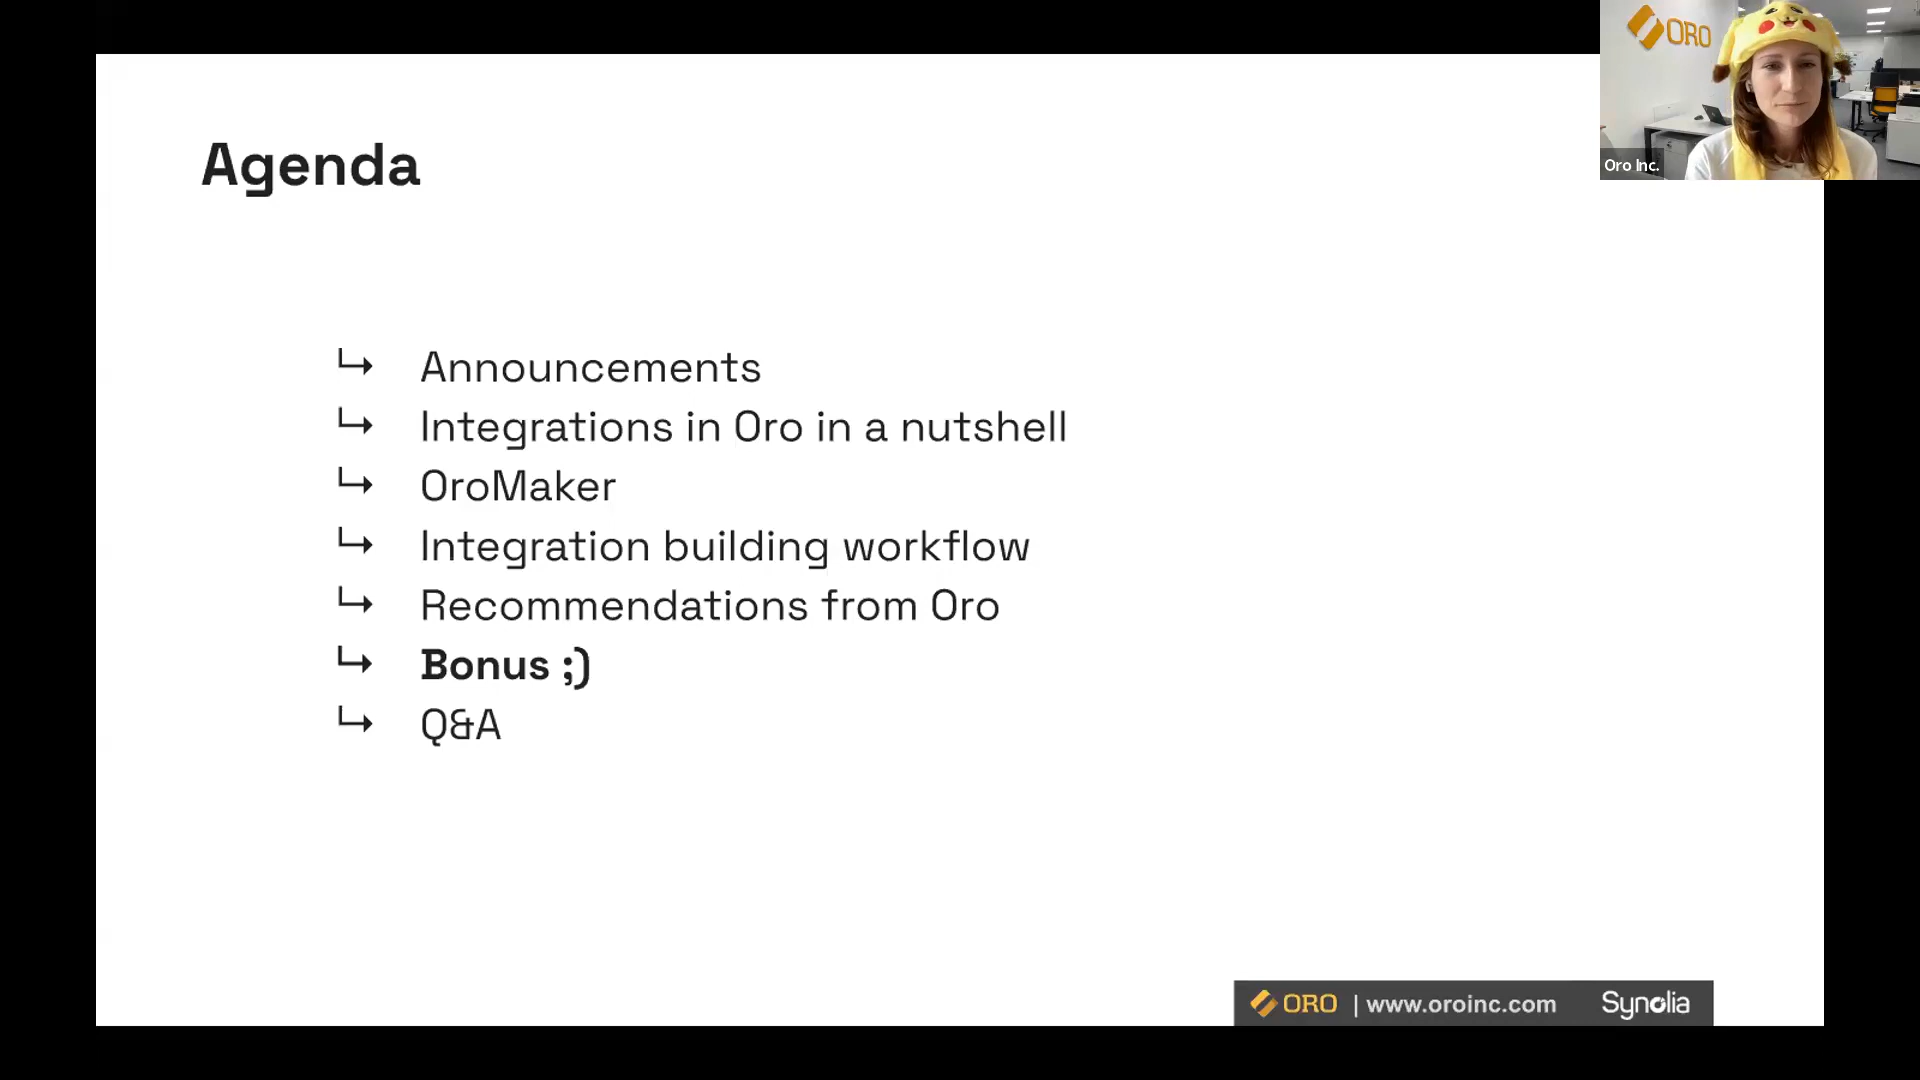 ORO
Oro Inc.
Agenda
↳ Announcements
↳ Integrations in Oro in a nutshell
↳ OroMaker
↳ Integration building workflow
↳ Recommendations from Oro
↳ Bonus ;)
↳ Q&A
ORO | www.oroinc.com Synolia